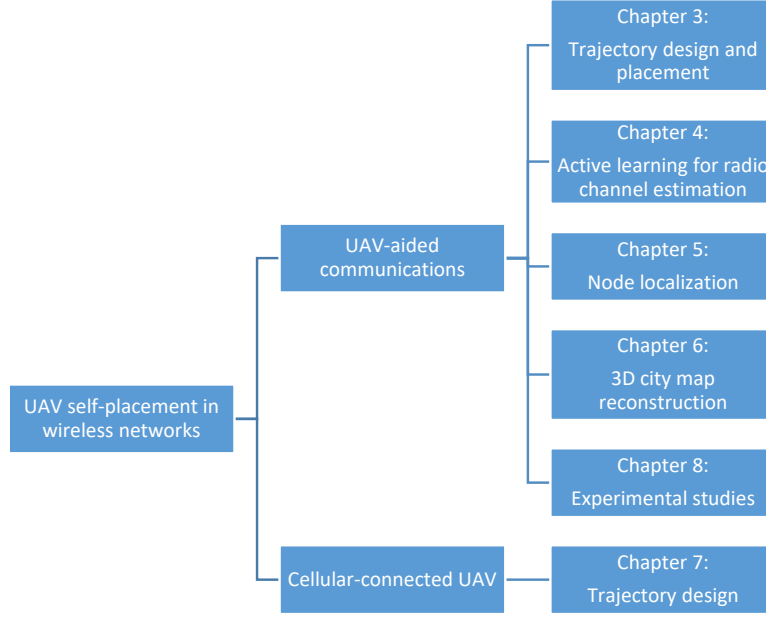 UAV self-placement in
wireless networks
UAV-aided
communications
Chapter 3:
Trajectory design and
placement
Chapter 4:
Active learning for radio
channel estimation
Chapter 5:
Node localization
Chapter 6:
3D city map
reconstruction
Chapter 8:
Experimental studies
Cellular-connected UAV
Chapter 7:
Trajectory design